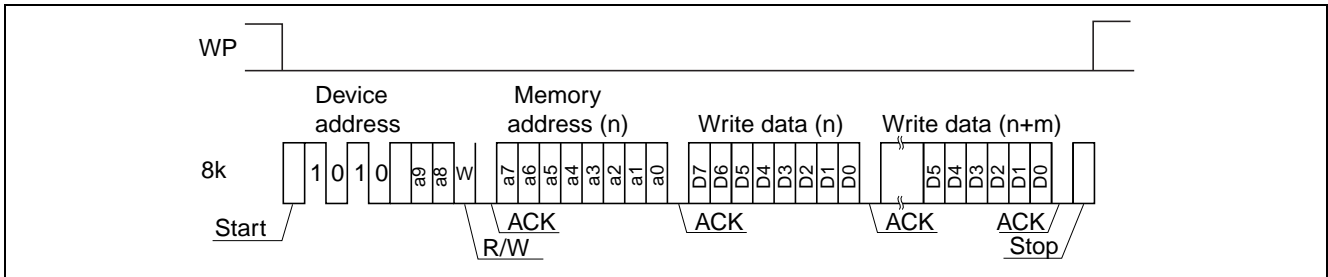 WP
Device Memory
address address (n) Write data (n) Write data (n+m)
8k 1 0 1 0 a9 a8 W a7 a6 a5 a4 a3 a2 a1 a0 D7 D6 D5 D4 D3 D2 D1 D0 D5 D4 D3 D2 D1 D0
Start ACK ACK ACK ACK
R/W Stop